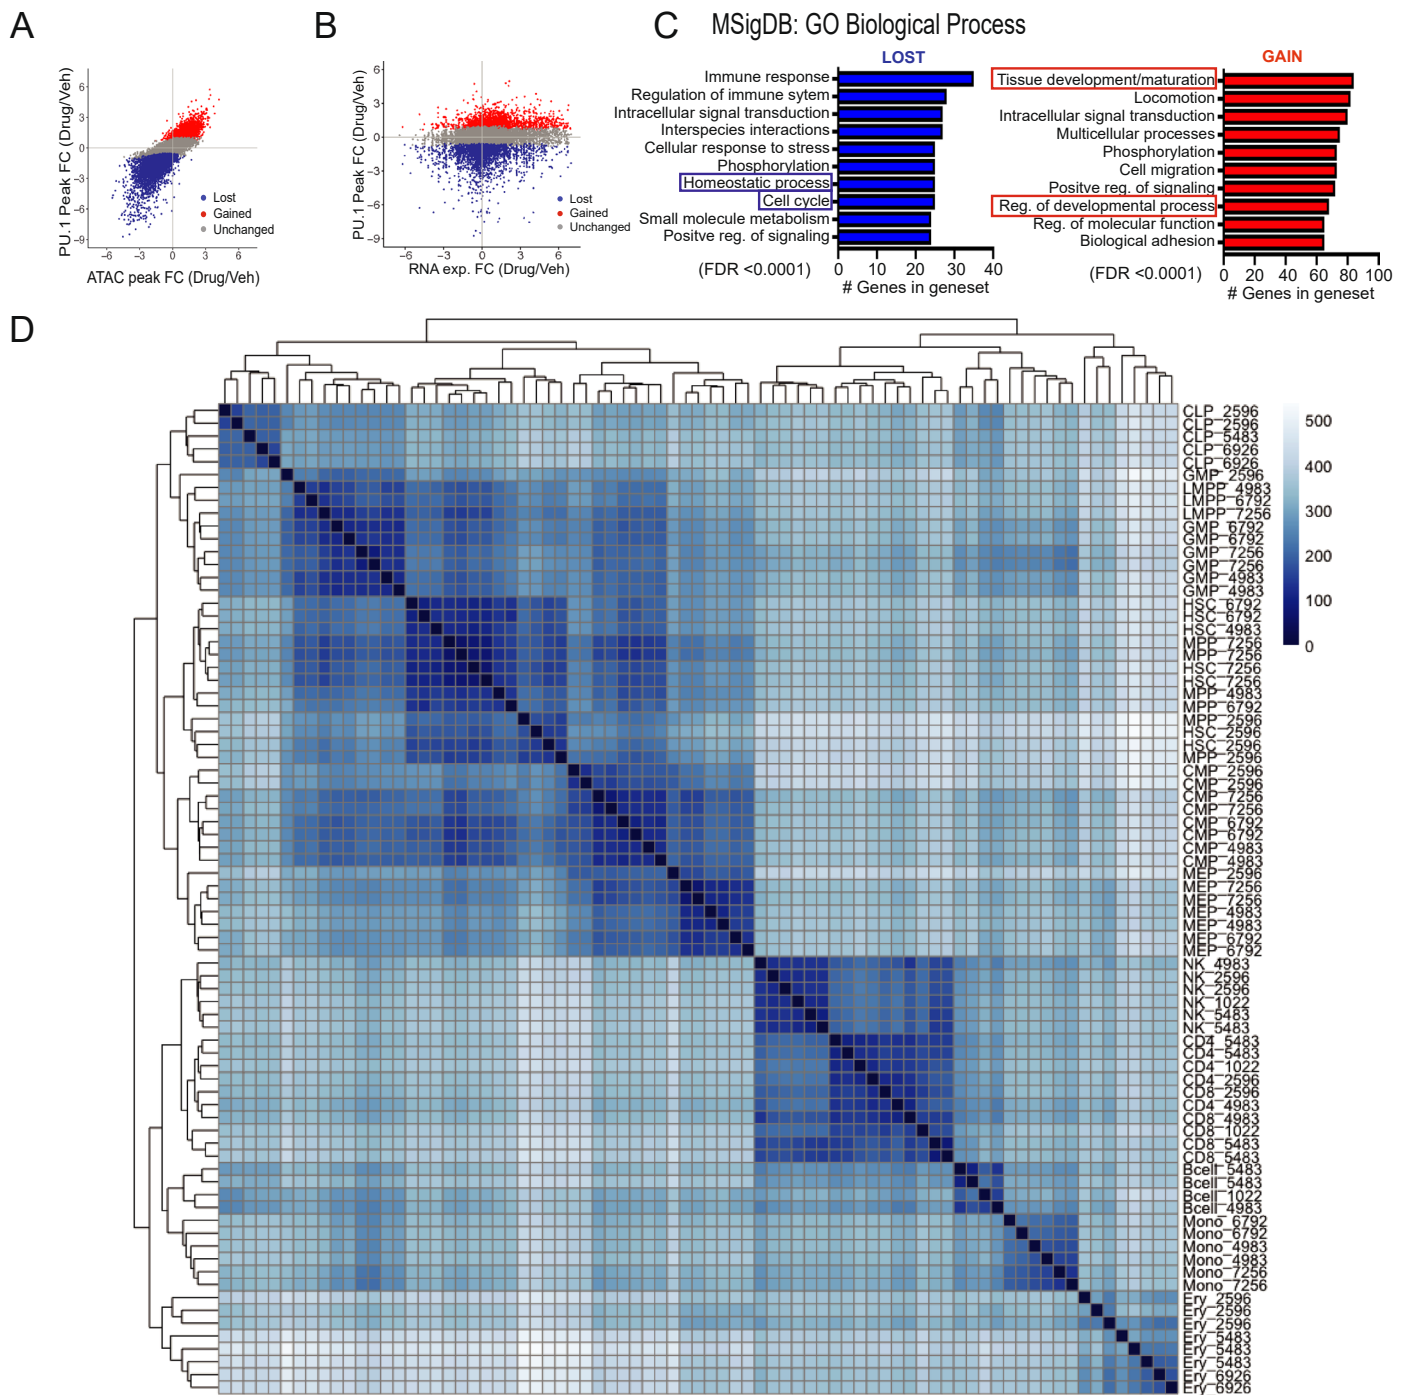 A
PU.1 Peak FC (Drug/Veh)
6
3
0
−3
−6
−9
−6
−3
0
3
6
ATAC peak FC (Drug/Veh)
Lost
Gained
Unchanged
B
PU.1 Peak FC (Drug/Veh)
6
3
0
−3
−6
−9
−6
−3
0
3
6
RNA exp. FC (Drug/Veh)
Lost
Gained
Unchanged
C
MSigDB: GO Biological Process
LOST
Immune response
Regulation of immune sytem
Intracellular signal transduction
Interspecies interactions
Cellular response to stress
Phosphorylation
Homeostatic process
Cell cycle
Small molecule metabolism
Positve reg. of signaling
(FDR <0.0001)
0 10 20 30 40
# Genes in geneset
GAIN
Tissue development/maturation
Locomotion
Intracellular signal transduction
Multicellular processes
Phosphorylation
Cell migration
Positve reg. of signaling
Reg. of developmental process
Reg. of molecular function
Biological adhesion
(FDR <0.0001)
0 20 40 60 80 100
# Genes in geneset
D
CLP_2596
CLP_2596
CLP_5483
CLP_6926
CLP_6926
GMP_2596
LMPP_4983
LMPP_6792
LMPP_7256
GMP_6792
GMP_6792
GMP_7256
GMP_7256
GMP_4983
GMP_4983
HSC_6792
HSC_6792
HSC_4983
MPP_7256
MPP_7256
HSC_7256
HSC_7256
MPP_4983
MPP_6792
MPP_2596
HSC_2596
HSC_2596
MPP_2596
CMP_2596
CMP_2596
CMP_7256
CMP_7256
CMP_6792
CMP_6792
CMP_4983
CMP_4983
MEP_2596
MEP_7256
MEP_7256
MEP_4983
MEP_4983
MEP_6792
MEP_6792
NK_4983
NK_2596
NK_2596
NK_1022
NK_5483
NK_5483
CD4_5483
CD4_5483
CD4_1022
CD4_2596
CD8_2596
CD4_4983
CD8_4983
CD8_1022
CD8_5483
CD8_5483
Bcell_5483
Bcell_5483
Bcell_1022
Bcell_4983
Mono_6792
Mono_6792
Mono_4983
Mono_4983
Mono_7256
Mono_7256
Ery_2596
Ery_2596
Ery_2596
Ery_5483
Ery_5483
Ery_5483
Ery_6926
Ery_6926
500
400
300
200
100
0